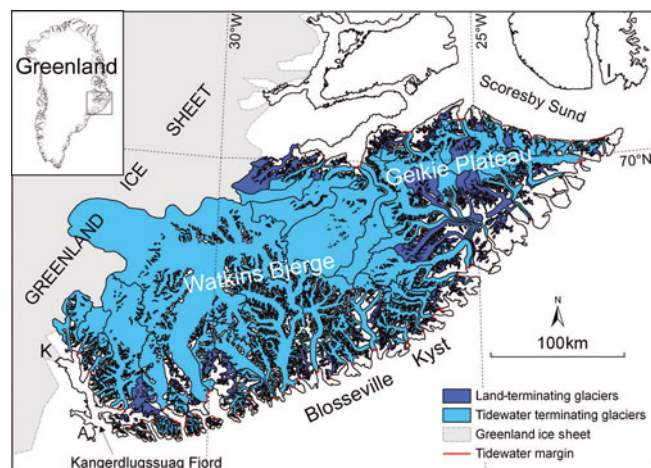 Greenland
30°W
25°W
Scoresby Sund
I
SHEET
ICE
GREENLAND
Geikie Plateau
70°N
Watkins Bjerge
K
N
100km
Blosseville Kyst
A
Kangerdlugssuaq Fjord
Land-terminating glaciers
Tidewater terminating glaciers
Greenland ice sheet
Tidewater margin